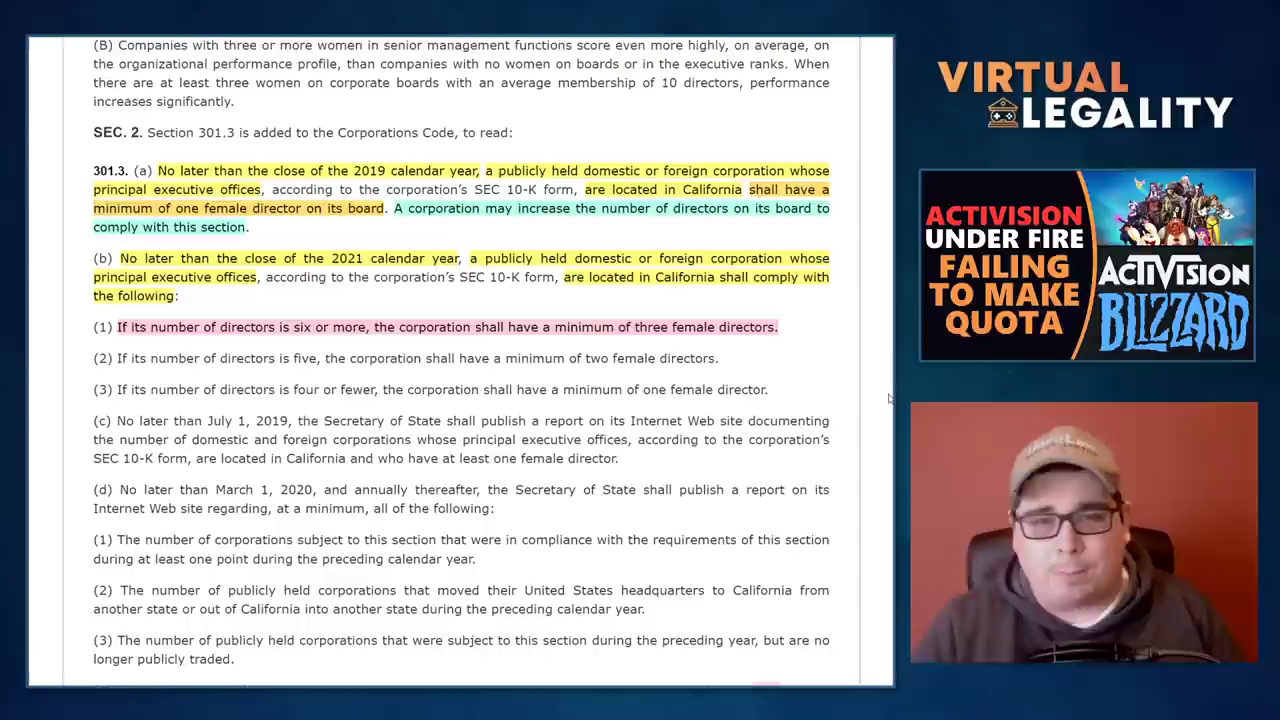 (B) Companies with three or more women in senior management functions score even more highly, on average, on
the organizational performance profile, than companies with no women on boards or in the executive ranks. When
there are at least three women on corporate boards with an average membership of 10 directors, performance
increases significantly.
SEC. 2. Section 301.3 is added to the Corporations Code, to read:
301.3. (a) No later than the close of the 2019 calendar year, a publicly held domestic or foreign corporation whose
principal executive offices, according to the corporation’s SEC 10-K form, are located in California shall have a
minimum of one female director on its board. A corporation may increase the number of directors on its board to
comply with this section.
(b) No later than the close of the 2021 calendar year, a publicly held domestic or foreign corporation whose
principal executive offices, according to the corporation’s SEC 10-K form, are located in California shall comply with
the following:
(1) If its number of directors is six or more, the corporation shall have a minimum of three female directors.
(2) If its number of directors is five, the corporation shall have a minimum of two female directors.
(3) If its number of directors is four or fewer, the corporation shall have a minimum of one female director.
(c) No later than July 1, 2019, the Secretary of State shall publish a report on its Internet Web site documenting
the number of domestic and foreign corporations whose principal executive offices, according to the corporation’s
SEC 10-K form, are located in California and who have at least one female director.
(d) No later than March 1, 2020, and annually thereafter, the Secretary of State shall publish a report on its
Internet Web site regarding, at a minimum, all of the following:
(1) The number of corporations subject to this section that were in compliance with the requirements of this section
during at least one point during the preceding calendar year.
(2) The number of publicly held corporations that moved their United States headquarters to California from
another state or out of California into another state during the preceding calendar year.
(3) The number of publicly held corporations that were subject to this section during the preceding year, but are no
longer publicly traded.
VIRTUAL
LEGALITY
ACTIVISION
UNDER FIRE
FAILING
TO MAKE
QUOTA
ACTIVISION
BLIZZARD